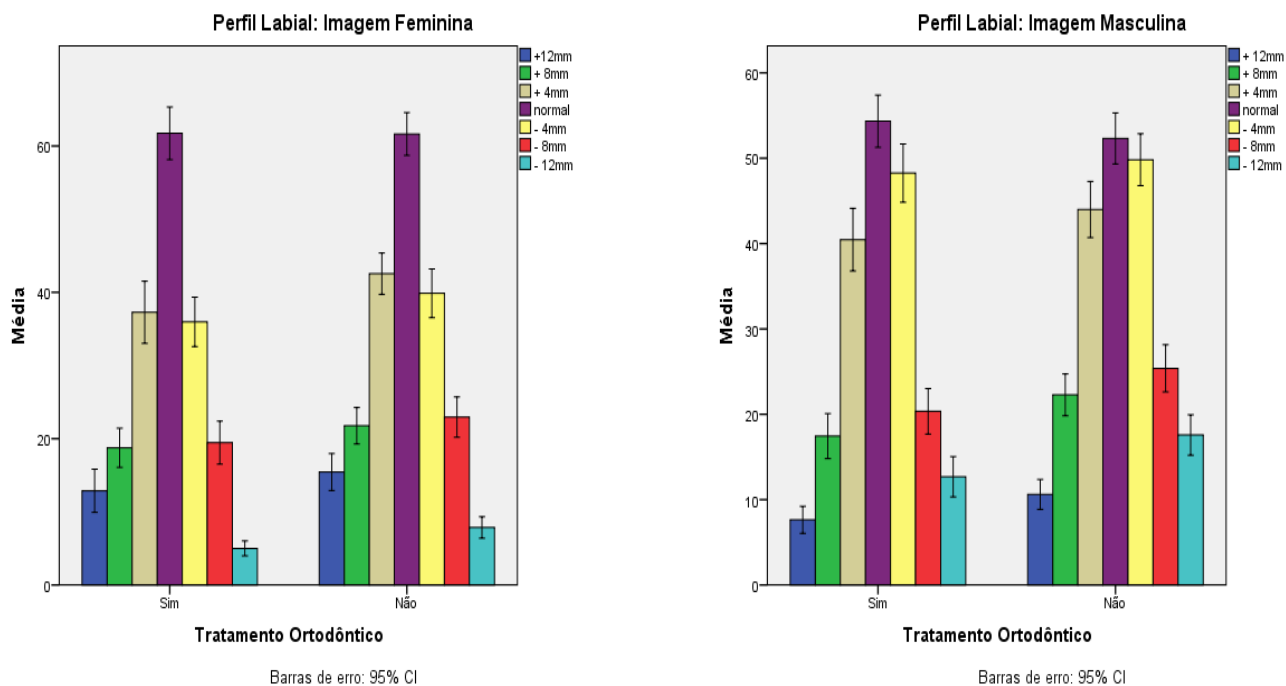 Perfil Labial: Imagem Feminina
+12mm
+ 8mm
+ 4mm
normal
- 4mm
- 8mm
- 12mm
60
40
20
0
Média
Sim
Não
Tratamento Ortodôntico
Barras de erro: 95% CI
Perfil Labial: Imagem Masculina
+ 12mm
+ 8mm
+ 4mm
normal
- 4mm
- 8mm
- 12mm
60
50
40
30
20
10
0
Média
Sim
Não
Tratamento Ortodôntico
Barras de erro: 95% CI